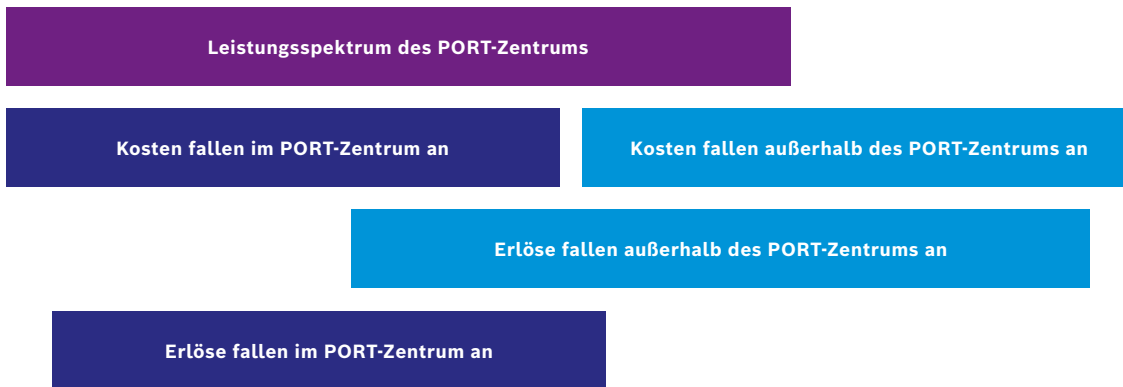 Leistungsspektrum des PORT-Zentrums
Kosten fallen im PORT-Zentrum an
Kosten fallen außerhalb des PORT-Zentrums an
Erlöse fallen außerhalb des PORT-Zentrums an
Erlöse fallen im PORT-Zentrum an